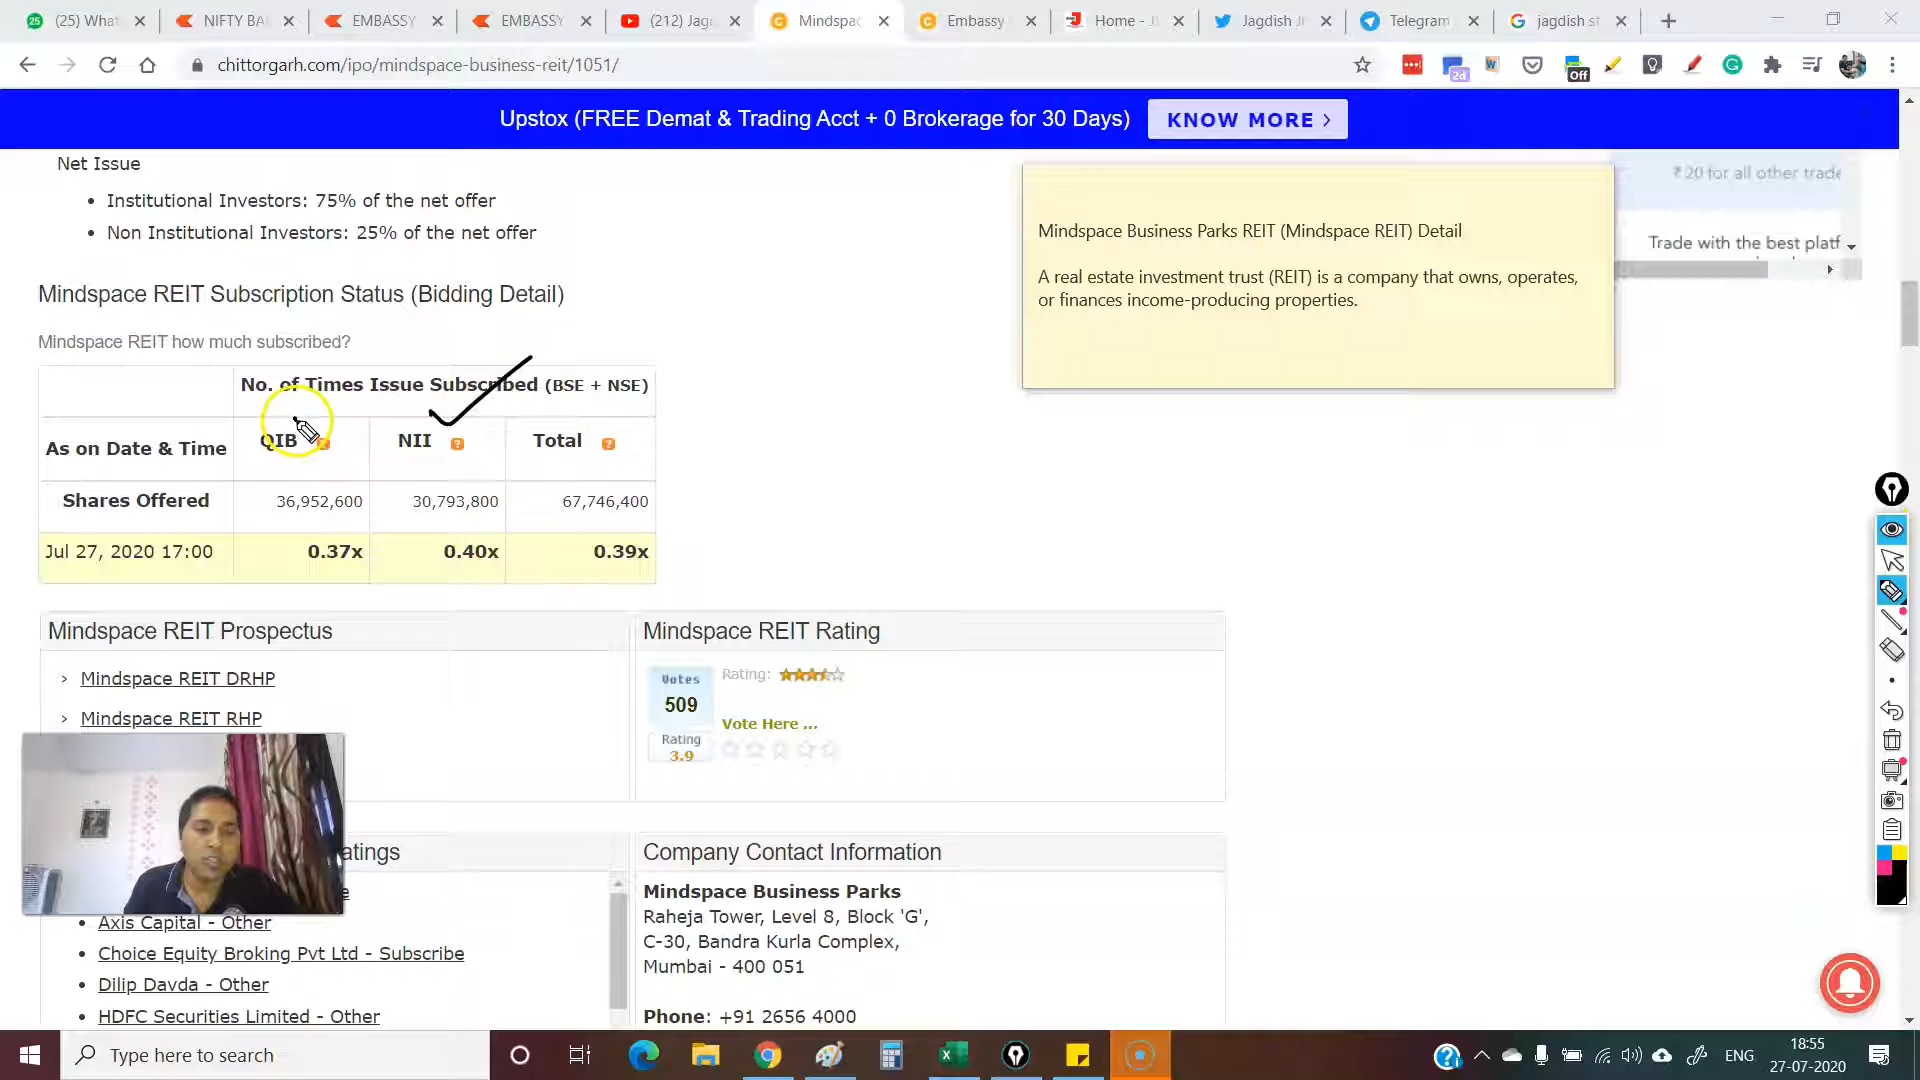 (25) What
NIFTY BA
EMBASSY
EMBASSY
(212) Jag
Mindspac
Embassy
Home - J
Jagdish J
Telegram
jagdish s
chittorgarh.com/ipo/mindspace-business-reit/1051/
2d
Off
Upstox (FREE Demat & Trading Acct + 0 Brokerage for 30 Days)
KNOW MORE >
Net Issue
• Institutional Investors: 75% of the net offer
• Non Institutional Investors: 25% of the net offer
₹20 for all other trade
Trade with the best platf
Mindspace Business Parks REIT (Mindspace REIT) Detail
A real estate investment trust (REIT) is a company that owns, operates,
or finances income-producing properties.
Mindspace REIT Subscription Status (Bidding Detail)
Mindspace REIT how much subscribed?
No. of Times Issue Subscribed (BSE + NSE)
As on Date & Time QIB ? NII ? Total ?
Shares Offered 36,952,600 30,793,800 67,746,400
Jul 27, 2020 17:00 0.37x 0.40x 0.39x
Mindspace REIT Prospectus
> Mindspace REIT DRHP
> Mindspace REIT RHP
Mindspace REIT Rating
Votes
509
Rating
3.9
Rating:
Vote Here ...
atings
• Axis Capital - Other
• Choice Equity Broking Pvt Ltd - Subscribe
• Dilip Davda - Other
• HDFC Securities Limited - Other
Company Contact Information
Mindspace Business Parks
Raheja Tower, Level 8, Block 'G',
C-30, Bandra Kurla Complex,
Mumbai - 400 051
Phone: +91 2656 4000
Type here to search
ENG
18:55
27-07-2020